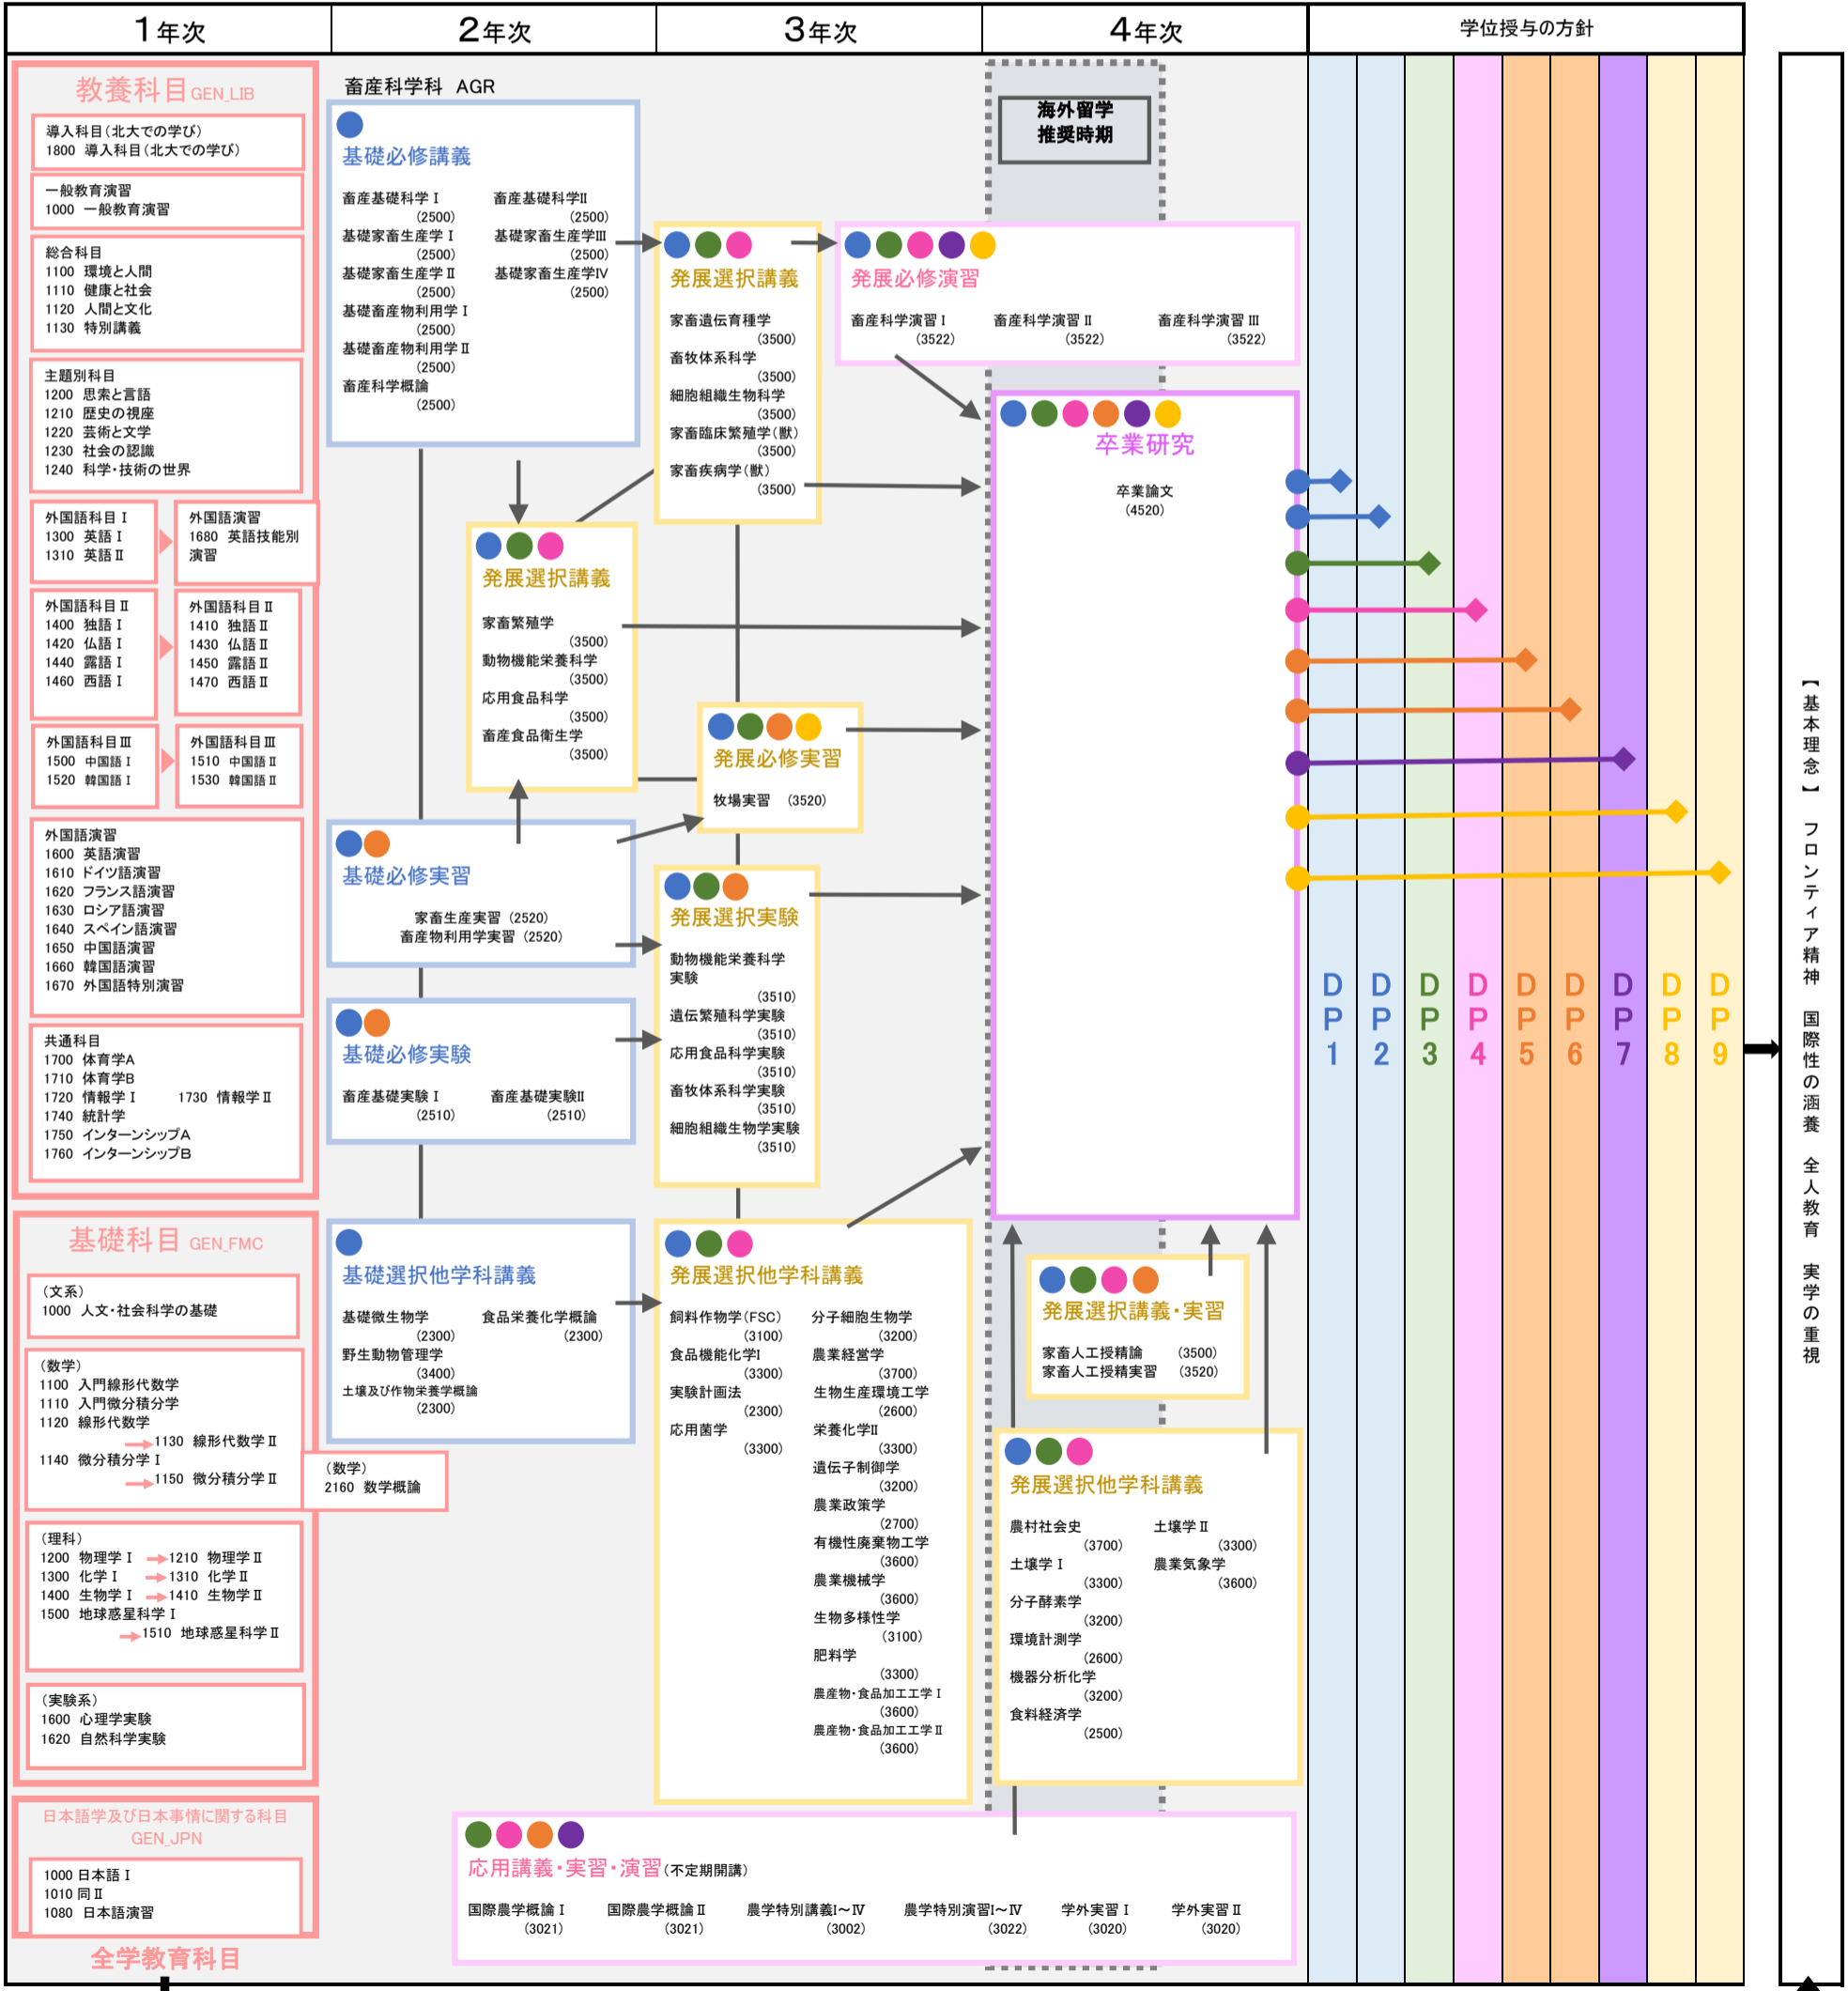 1年次
2年次
3年次
4年次
学位授与の方針
教養科目 GEN_LIB
導入科目(北大での学び)
1800 導入科目(北大での学び)
一般教育演習
1000 一般教育演習
総合科目
1100 環境と人間
1110 健康と社会
1120 人間と文化
1130 特別講義
主題別科目
1200 思索と言語
1210 歴史の視座
1220 芸術と文学
1230 社会の認識
1240 科学・技術の世界
外国語科目Ⅰ
1300 英語Ⅰ
1310 英語Ⅱ
外国語演習
1680 英語技能別
演習
外国語科目Ⅱ
1400 独語Ⅰ
1420 仏語Ⅰ
1440 露語Ⅰ
1460 西語Ⅰ
外国語科目Ⅱ
1410 独語Ⅱ
1430 仏語Ⅱ
1450 露語Ⅱ
1470 西語Ⅱ
外国語科目Ⅲ
1500 中国語Ⅰ
1520 韓国語Ⅰ
外国語科目Ⅲ
1510 中国語Ⅱ
1530 韓国語Ⅱ
外国語演習
1600 英語演習
1610 ドイツ語演習
1620 フランス語演習
1630 ロシア語演習
1640 スペイン語演習
1650 中国語演習
1660 韓国語演習
1670 外国語特別演習
共通科目
1700 体育学A
1710 体育学B
1720 情報学Ⅰ 1730 情報学Ⅱ
1740 統計学
1750 インターンシップA
1760 インターンシップB
基礎科目 GEN_FMC
(文系)
1000 人文・社会科学の基礎
(数学)
1100 入門線形代数学
1110 入門微分積分学
1120 線形代数学
1130 線形代数学Ⅱ
1140 微分積分学Ⅰ
1150 微分積分学Ⅱ
(数学)
2160 数学概論
(理科)
1200 物理学Ⅰ 1210 物理学Ⅱ
1300 化学Ⅰ 1310 化学Ⅱ
1400 生物学Ⅰ 1410 生物学Ⅱ
1500 地球惑星科学Ⅰ
1510 地球惑星科学Ⅱ
(実験系)
1600 心理学実験
1620 自然科学実験
日本語学及び日本事情に関する科目
GEN_JPN
1000 日本語Ⅰ
1010 同Ⅱ
1080 日本語演習
全学教育科目
畜産科学科 AGR
基礎必修講義
畜産基礎科学Ⅰ 畜産基礎科学II
(2500) (2500)
基礎家畜生産学Ⅰ 基礎家畜生産学III
(2500) (2500)
基礎家畜生産学Ⅱ 基礎家畜生産学IV
(2500) (2500)
基礎畜産物利用学Ⅰ
(2500)
基礎畜産物利用学Ⅱ
(2500)
畜産科学概論
(2500)
発展選択講義
家畜繁殖学
(3500)
動物機能栄養科学
(3500)
応用食品科学
(3500)
畜産食品衛生学
(3500)
基礎必修実習
家畜生産実習(2520)
畜産物利用学実習(2520)
基礎必修実験
畜産基礎実験Ⅰ 畜産基礎実験II
(2510) (2510)
基礎選択他学科講義
基礎微生物学 食品栄養化学概論
(2300) (2300)
野生動物管理学
(3400)
土壌及び作物栄養学概論
(2300)
発展選択講義
家畜遺伝育種学
(3500)
畜牧体系科学
(3500)
細胞組織生物科学
(3500)
家畜臨床繁殖学(獣)
(3500)
家畜疾病学(獣)
(3500)
発展必修実習
牧場実習 (3520)
発展選択実験
動物機能栄養科学
実験
(3510)
遺伝繁殖科学実験
(3510)
応用食品科学実験
(3510)
畜牧体系科学実験
(3510)
細胞組織生物学実験
(3510)
発展選択他学科講義
飼料作物学(FSC) 分子細胞生物学
(3100) (3200)
食品機能化学I 農業経営学
(3300) (3700)
実験計画法 生物生産環境工学
(2300) (2600)
応用菌学 栄養化学II
(3300) (3300)
遺伝子制御学
(3200)
農業政策学
(2700)
有機性廃棄物工学
(3600)
農業機械学
(3600)
生物多様性学
(3100)
肥料学
(3300)
農産物・食品加工工学Ⅰ
(3600)
農産物・食品加工工学Ⅱ
(3600)
海外留学
推奨時期
発展必修演習
畜産科学演習Ⅰ 畜産科学演習Ⅱ 畜産科学演習Ⅲ
(3522) (3522) (3522)
卒業研究
卒業論文
(4520)
発展選択講義・実習
家畜人工授精論 (3500)
家畜人工授精実習 (3520)
発展選択他学科講義
農村社会史 土壌学Ⅱ
(3700) (3300)
土壌学Ⅰ 農業気象学
(3300) (3600)
分子酵素学
(3200)
環境計測学
(2600)
機器分析化学
(3200)
食料経済学
(2500)
応用講義・実習・演習(不定期開講)
国際農学概論Ⅰ 国際農学概論Ⅱ 農学特別講義I～Ⅳ 農学特別演習I～Ⅳ 学外実習Ⅰ 学外実習Ⅱ
(3021) (3021) (3002) (3022) (3020) (3020)
DP1
DP2
DP3
DP4
DP5
DP6
DP7
DP8
DP9
【基本理念】 フロンティア精神 国際性の涵養 全人教育 実学の重視